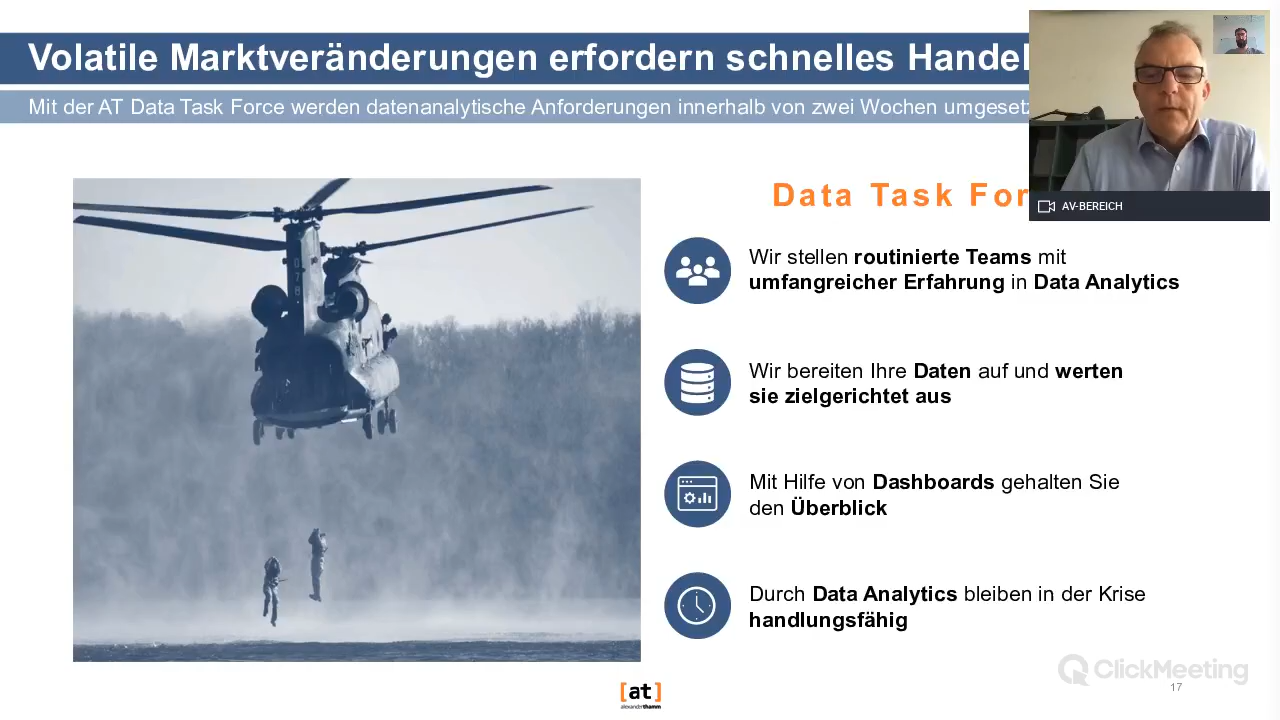 Volatile Marktveränderungen erfordern schnelles Handel
Mit der AT Data Task Force werden datenanalytische Anforderungen innerhalb von zwei Wochen umgesetz
AV-BEREICH
Data Task For
Wir stellen routinierte Teams mit
umfangreicher Erfahrung in Data Analytics
Wir bereiten Ihre Daten auf und werten
sie zielgerichtet aus
Mit Hilfe von Dashboards gehalten Sie
den Überblick
Durch Data Analytics bleiben in der Krise
handlungsfähig
ClickMeeting
17
[at]
alexanderthamm